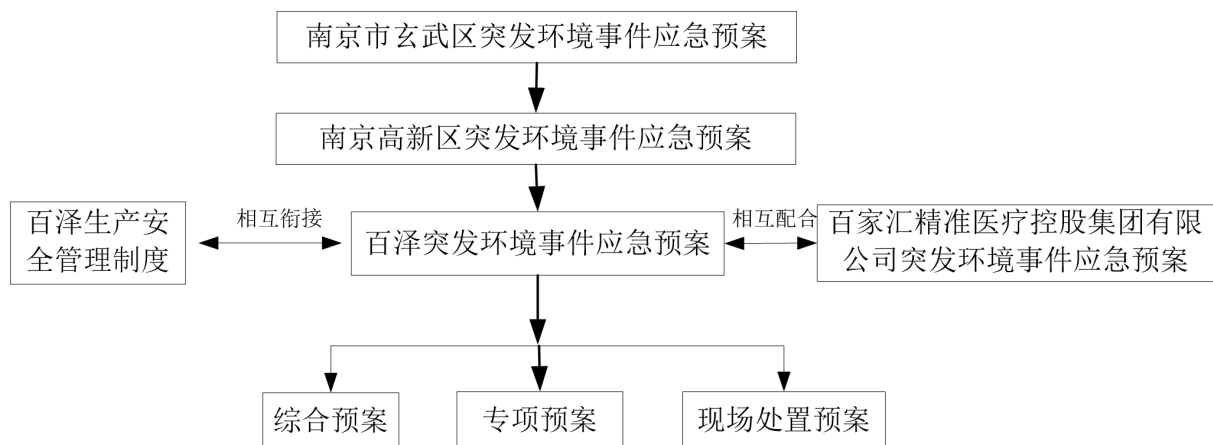 南京市玄武区突发环境事件应急预案
南京高新区突发环境事件应急预案
百泽生产安
全管理制度
相互衔接
百泽突发环境事件应急预案
相互配合
百家汇精准医疗控股集团有限
公司突发环境事件应急预案
综合预案
专项预案
现场处置预案